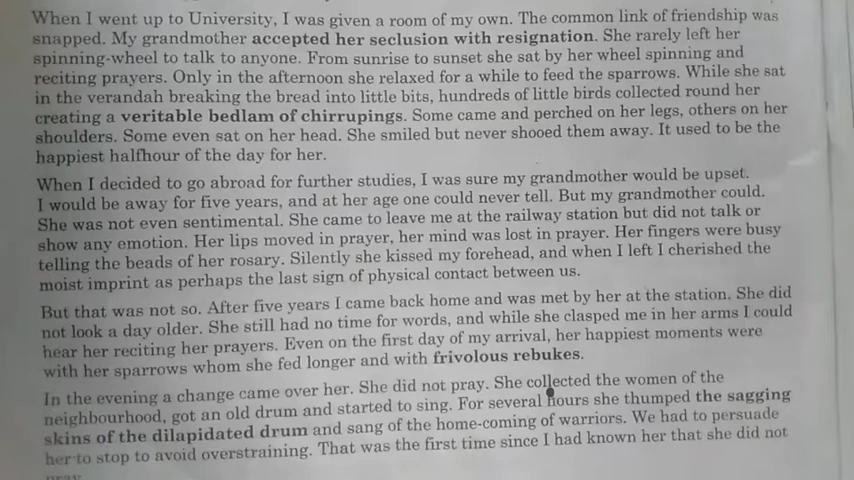 When I went up to University, I was given a room of my own. The common link of friendship was
snapped. My grandmother accepted her seclusion with resignation. She rarely left her
spinning-wheel to talk to anyone. From sunrise to sunset she sat by her wheel spinning and
reciting prayers. Only in the afternoon she relaxed for a while to feed the sparrows. While she sat
in the verandah breaking the bread into little bits, hundreds of little birds collected round her
creating a veritable bedlam of chirrupings. Some came and perched on her legs, others on her
shoulders. Some even sat on her head. She smiled but never shooed them away. It used to be the
happiest halfhour of the day for her.
When I decided to go abroad for further studies, I was sure my grandmother would be upset.
I would be away for five years, and at her age one could never tell. But my grandmother could.
She was not even sentimental. She came to leave me at the railway station but did not talk or
show any emotion. Her lips moved in prayer, her mind was lost in prayer. Her fingers were busy
telling the beads of her rosary. Silently she kissed my forehead, and when I left I cherished the
moist imprint as perhaps the last sign of physical contact between us.
But that was not so. After five years I came back home and was met by her at the station. She did
not look a day older. She still had no time for words, and while she clasped me in her arms I could
hear her reciting her prayers. Even on the first day of my arrival, her happiest moments were
with her sparrows whom she fed longer and with frivolous rebukes.
In the evening a change came over her. She did not pray. She collected the women of the
neighbourhood, got an old drum and started to sing. For several hours she thumped the sagging
skins of the dilapidated drum and sang of the home-coming of warriors. We had to persuade
her to stop to avoid overstraining. That was the first time since I had known her that she did not
pray.